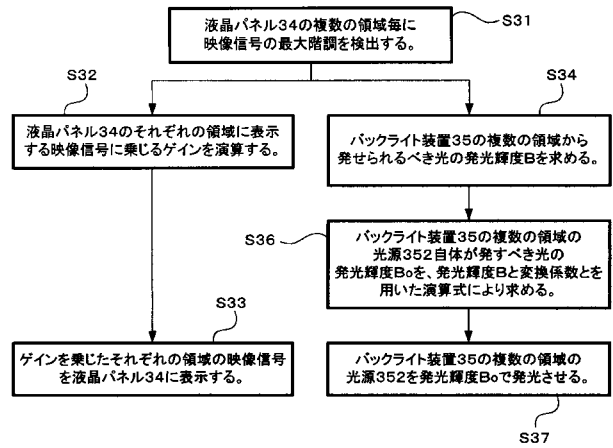 S31
液晶パネル34の複数の領域毎に
映像信号の最大階調を検出する。
S32
液晶パネル34のそれぞれの領域に表示
する映像信号に乗じるゲインを演算する。
S34
バックライト装置35の複数の領域から
発せられるべき光の発光輝度Bを求める。
S36
バックライト装置35の複数の領域の
光源352自体が発すべき光の
発光輝度Boを、発光輝度Bと変換係数とを
用いた演算式により求める。
S33
ゲインを乗じたそれぞれの領域の映像信号
を液晶パネル34に表示する。
バックライト装置35の複数の領域の
光源352を発光輝度Boで発光させる。
S37